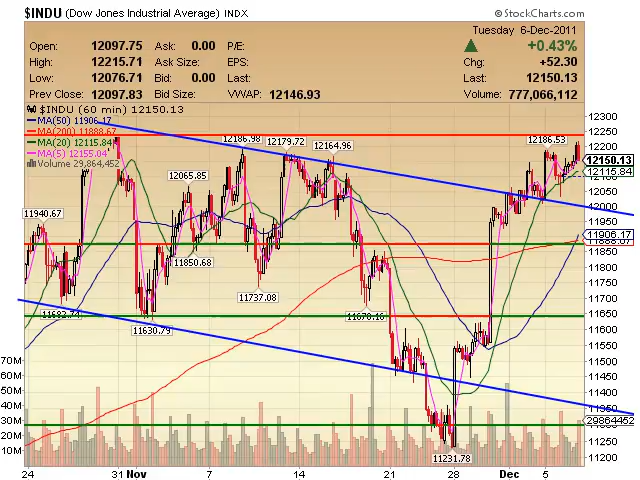 $INDU (Dow Jones Industrial Average) INDX
© StockCharts.com
Tuesday 6-Dec-2011
Open: 12097.75 Ask: 0.00 P/E: +0.43%
High: 12215.71 Ask Size: EPS: Chg: +52.30
Low: 12076.71 Bid: 0.00 Last: Last: 12150.13
Prev Close: 12097.83 Bid Size: VWAP: 12146.93 Volume: 777,066,112
$INDU (60 min) 12150.13
MA(50) 11906.17
MA(200) 11888.67
MA(20) 12115.84
MA(5) 12155.04
Volume 29,864,452
12186.98
12179.72
12164.96
12186.53
12065.85
11940.67
11850.68
11737.08
11682.74
11630.79
11678.16
11231.78
12300
12250
12200
12150.13
12115.84
12050
12000
11950
11906.17
11850
11800
11750
11700
11650
11600
11550
11500
11450
11400
11350
29864452
11250
11200
70M
60M
50M
40M
30M
20M
10M
24 31 Nov 7 14 21 28 Dec 5